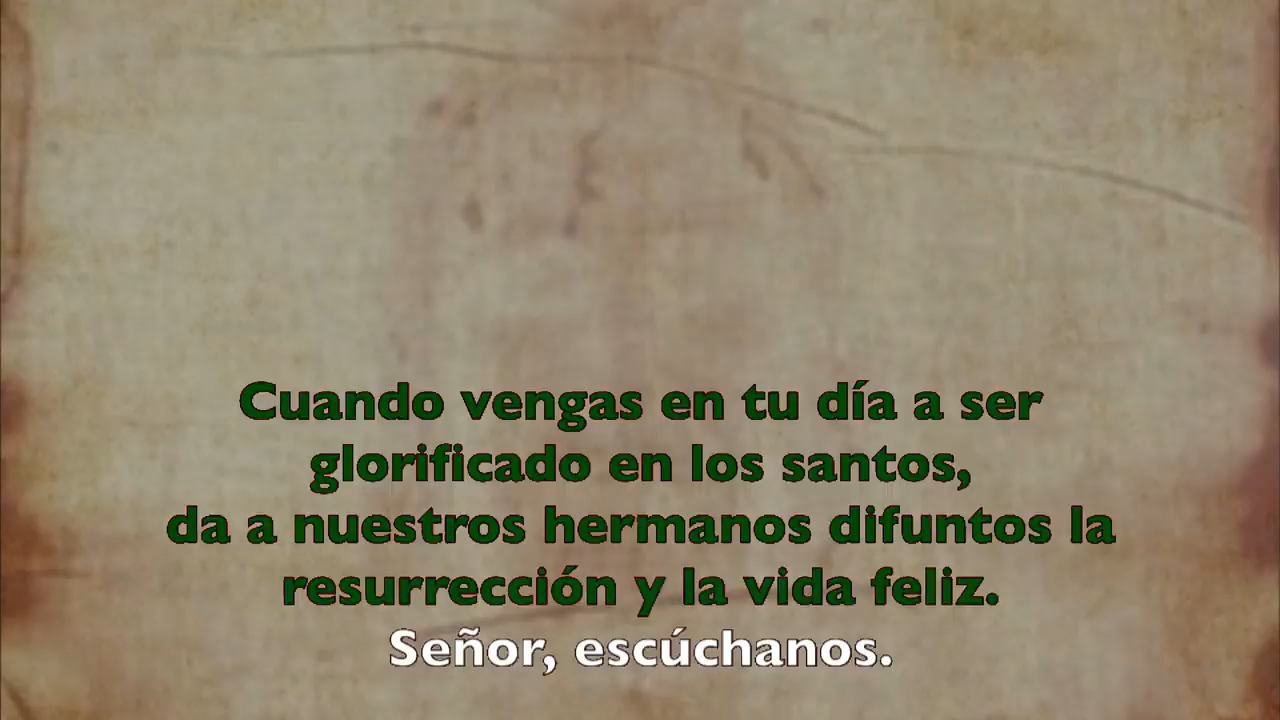 Cuando vengas en tu día a ser
glorificado en los santos,
da a nuestros hermanos difuntos la
resurrección y la vida feliz.
Señor, escúchanos.